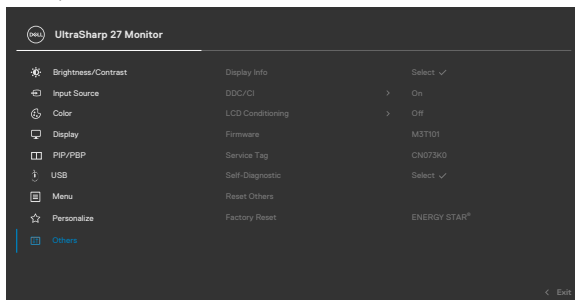 DELL UltraSharp 27 Monitor
Brightness/Contrast Display Info Select ✓
Input Source DDC/CI > On
Color LCD Conditioning > Off
Display Firmware M3T101
PIP/PBP Service Tag CN073K0
USB Self-Diagnostic Select ✓
Menu Reset Others
Personalize Factory Reset ENERGY STAR®
Others
< Exit